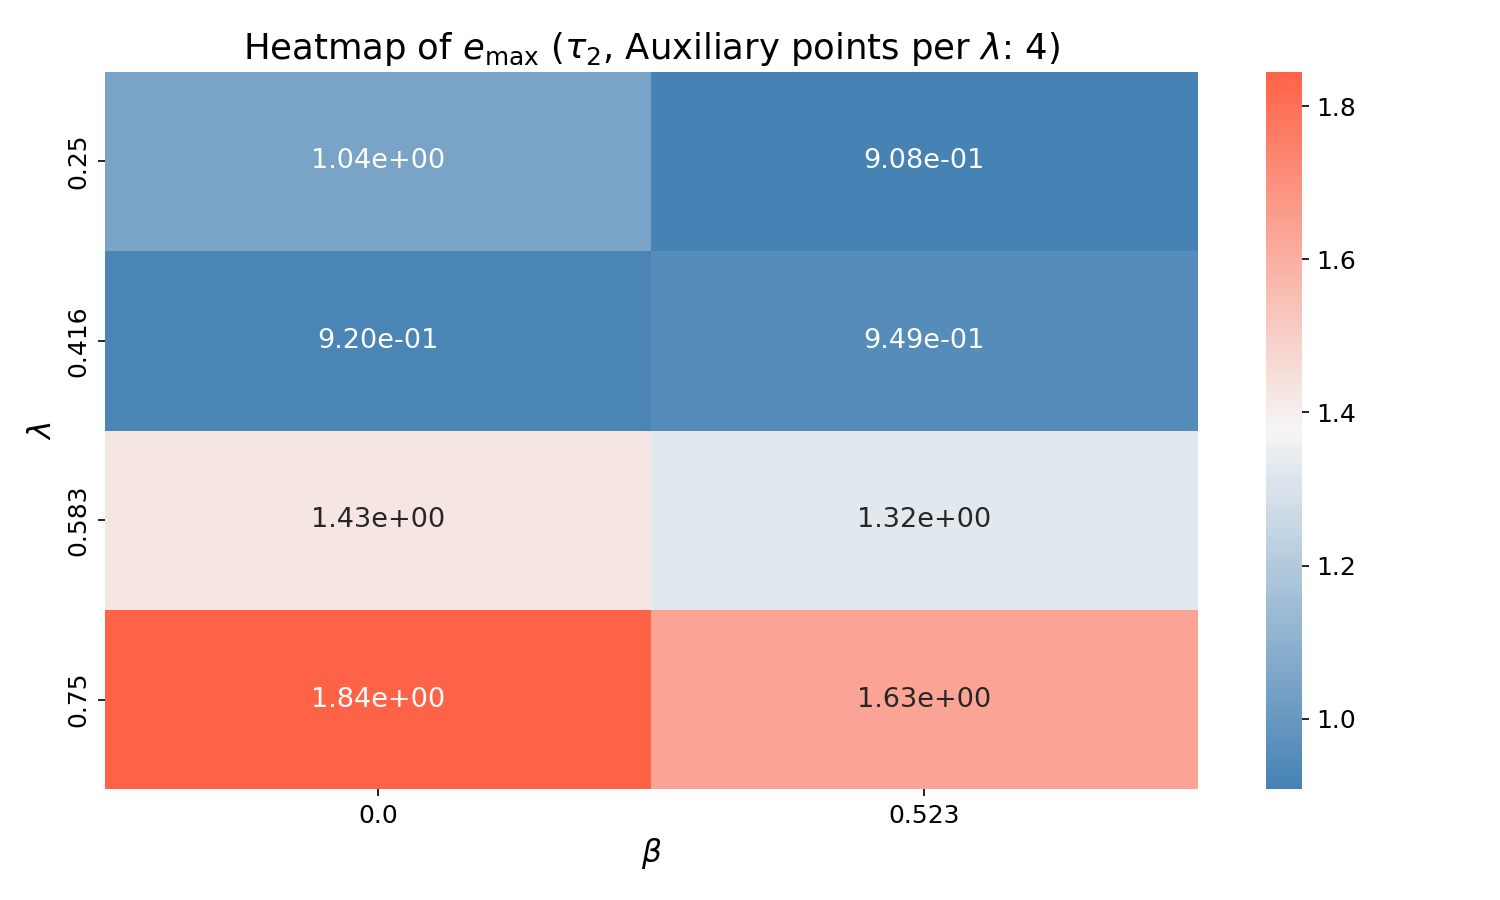 Heatmap of e_max (τ_2, Auxiliary points per λ: 4)
λ
0.25
0.416
0.583
0.75
1.04e+00 9.08e-01
9.20e-01 9.49e-01
1.43e+00 1.32e+00
1.84e+00 1.63e+00
0.0 0.523
β
1.8
1.6
1.4
1.2
1.0